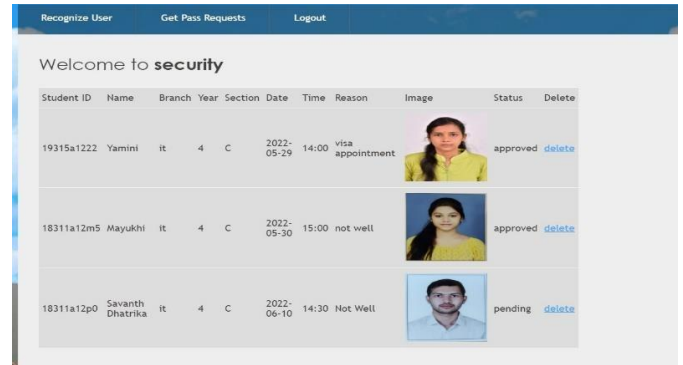 Recognize User Get Pass Requests Logout
Welcome to security
Student ID Name Branch Year Section Date Time Reason Image Status Delete
19315a1222 Yamini it 4 C 2022-05-29 14:00 visa appointment approved delete
18311a12m5 Mayukhi it 4 C 2022-05-30 15:00 not well approved delete
18311a12p0 Savanth Dhatrika it 4 C 2022-06-10 14:30 Not Well pending delete